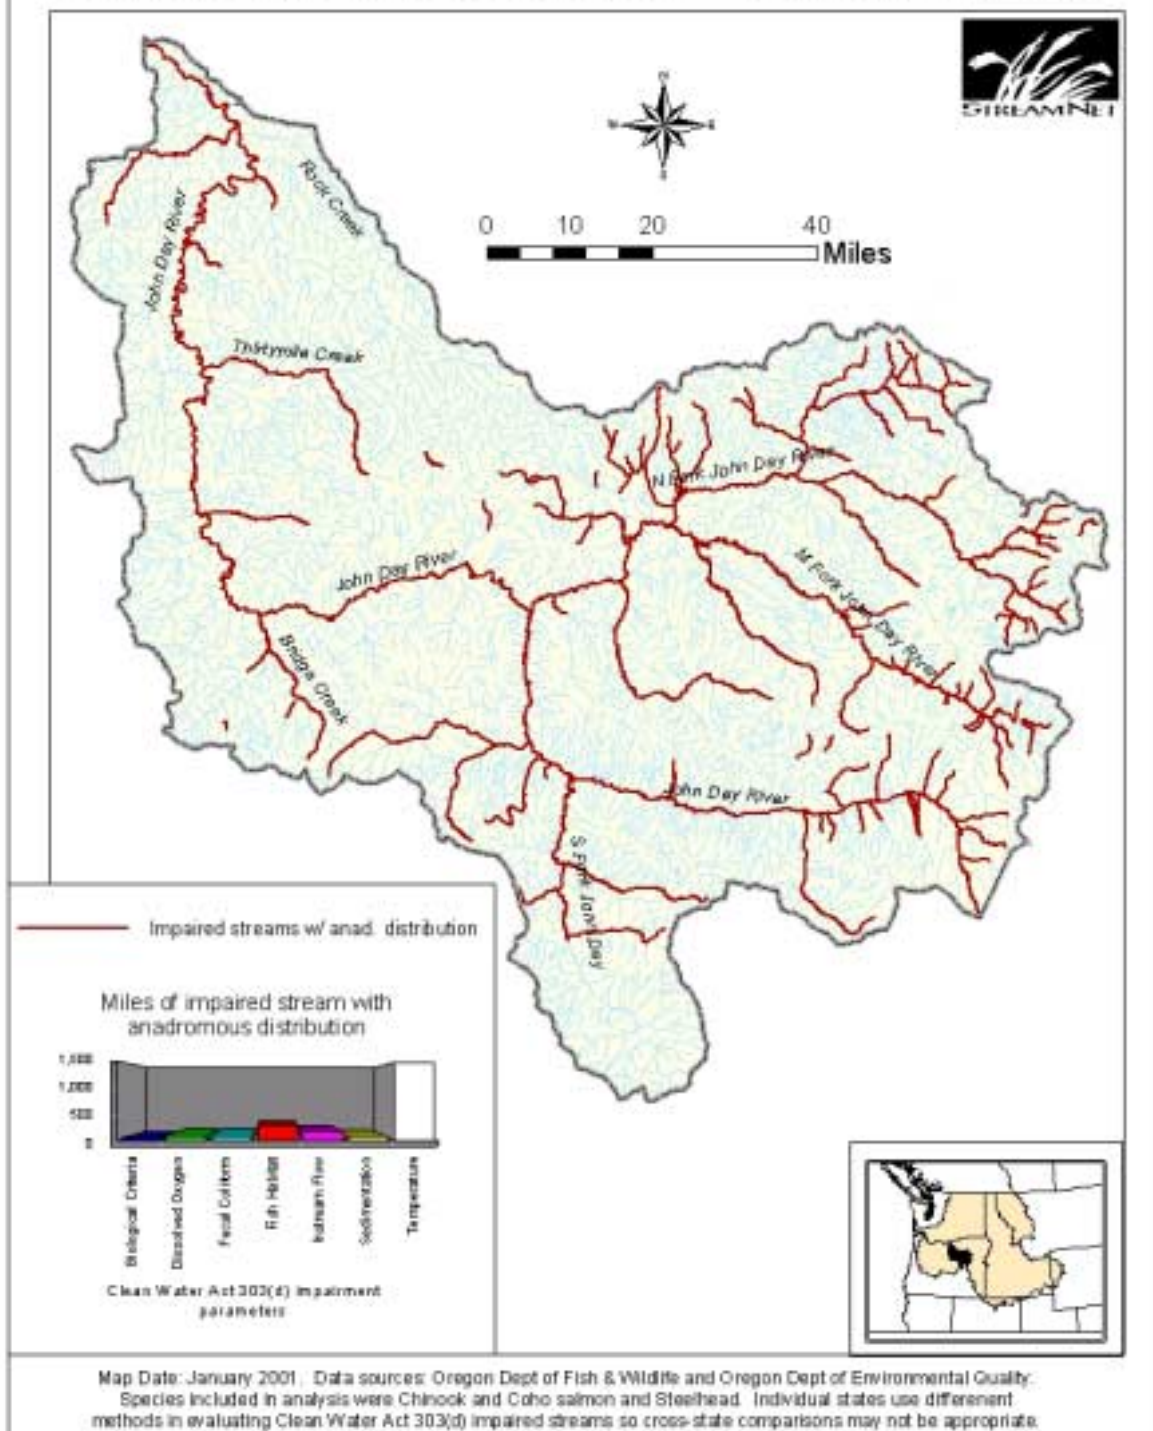 STREAMNET
N
W
E
S
0 10 20 40
Miles
Rock Creek
John Day River
Thirtymile Creek
N Fork John Day River
John Day River
M Fork John Day River
Bridge Creek
John Day River
S Fork John Day
Impaired streams w/ anad. distribution
Miles of impaired stream with
anadromous distribution
1,500
1,000
500
0
Biological Criteria
Dissolved Oxygen
Fecal Coliform
Fish Habitat
Instream Flow
Sedimentation
Temperature
Clean Water Act 303(d) impairment
parameters
Map Date: January 2001. Data sources: Oregon Dept of Fish & Wildlife and Oregon Dept of Environmental Quality.
Species included in analysis were Chinook and Coho salmon and Steelhead. Individual states use differenent
methods in evaluating Clean Water Act 303(d) impaired streams so cross-state comparisons may not be appropriate.